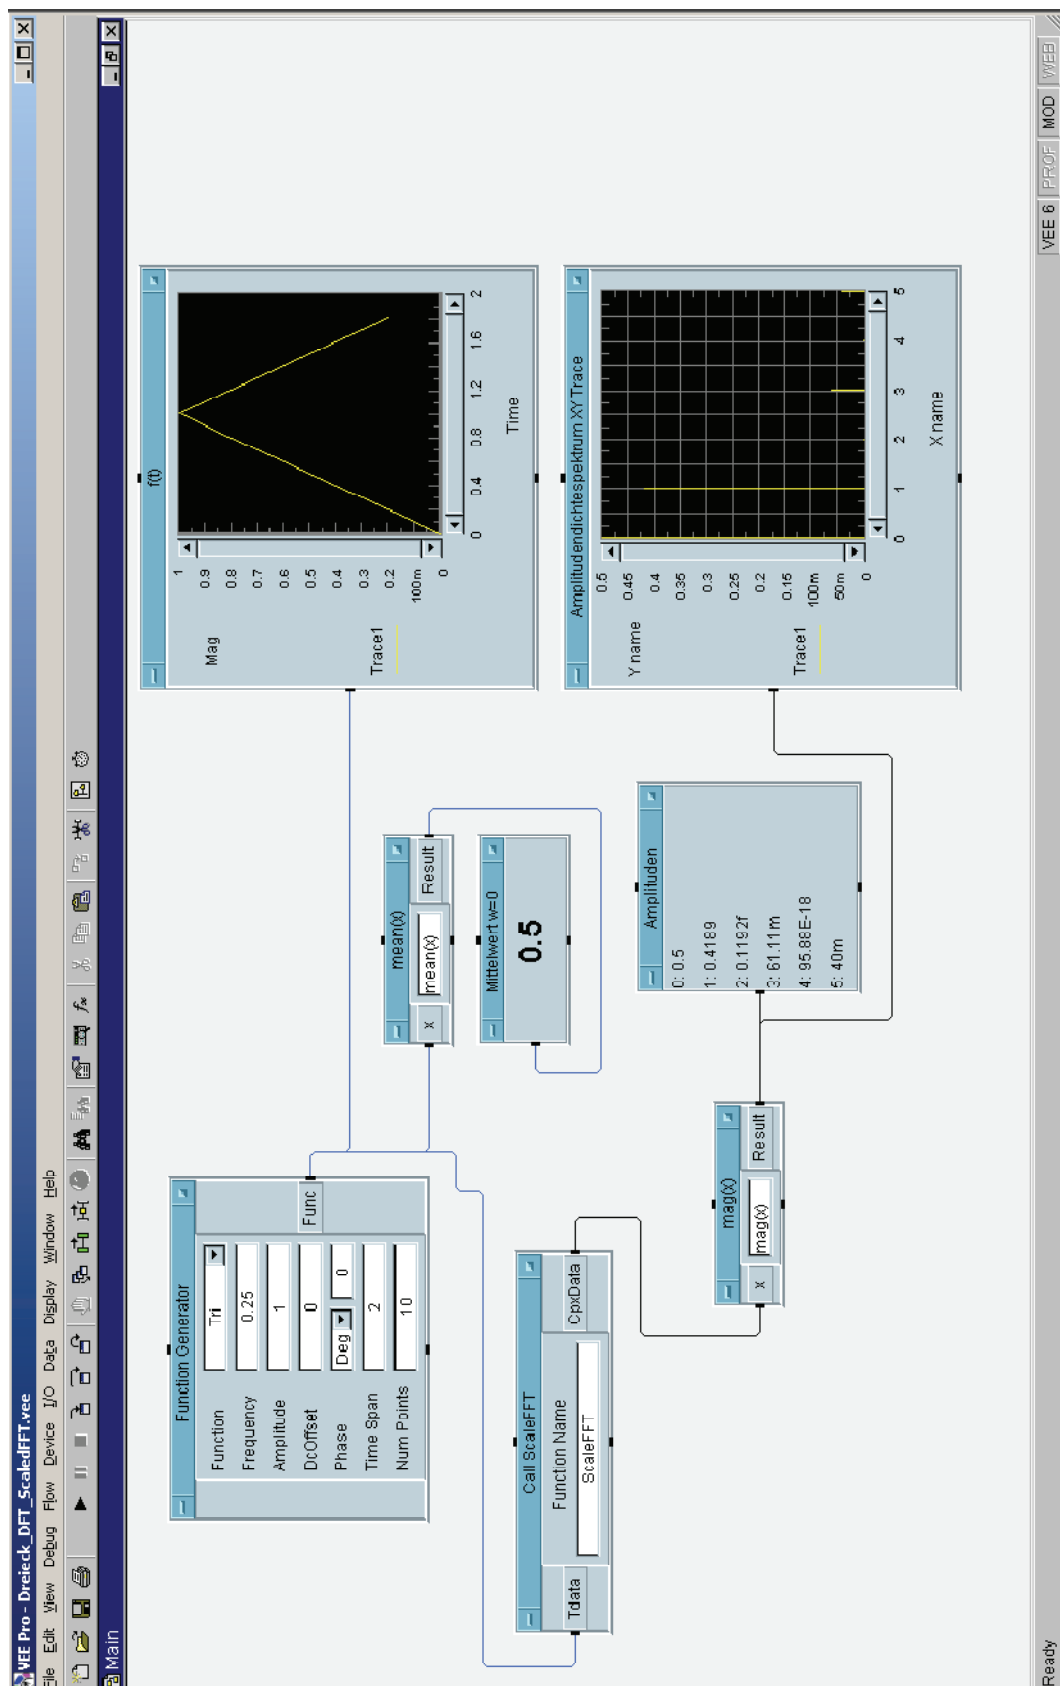 VEE Pro - Dreieck_DFT_ScaledFFT.vee
File Edit View Debug Flow Device I/O Data Display Window Help
Main
Function Generator
Function Tri
Frequency 0.25
Amplitude 1
DcOffset 0
Phase Deg 0
Time Span 2
Num Points 10
Func
mean(x)
x mean(x) Result
Mittelwert w=0
0.5
f(t)
Mag
Trace1
1
0.9
0.8
0.7
0.6
0.5
0.4
0.3
0.2
100m
0
0 0.4 0.8 1.2 1.6 2
Time
Call ScaleFFT
Tdata
Function Name
ScaleFFT
CpxData
mag(x)
x mag(x) Result
Amplituden
0: 0.5
1: 0.4189
2: 0.1192f
3: 61.11m
4: 95.88E-18
5: 40m
Amplitudendichtespektrum XY Trace
Y name
Trace1
0.5
0.45
0.4
0.35
0.3
0.25
0.2
0.15
100m
50m
0
0 1 2 3 4 5
X name
Ready
VEE 6 PROF MOD WEB